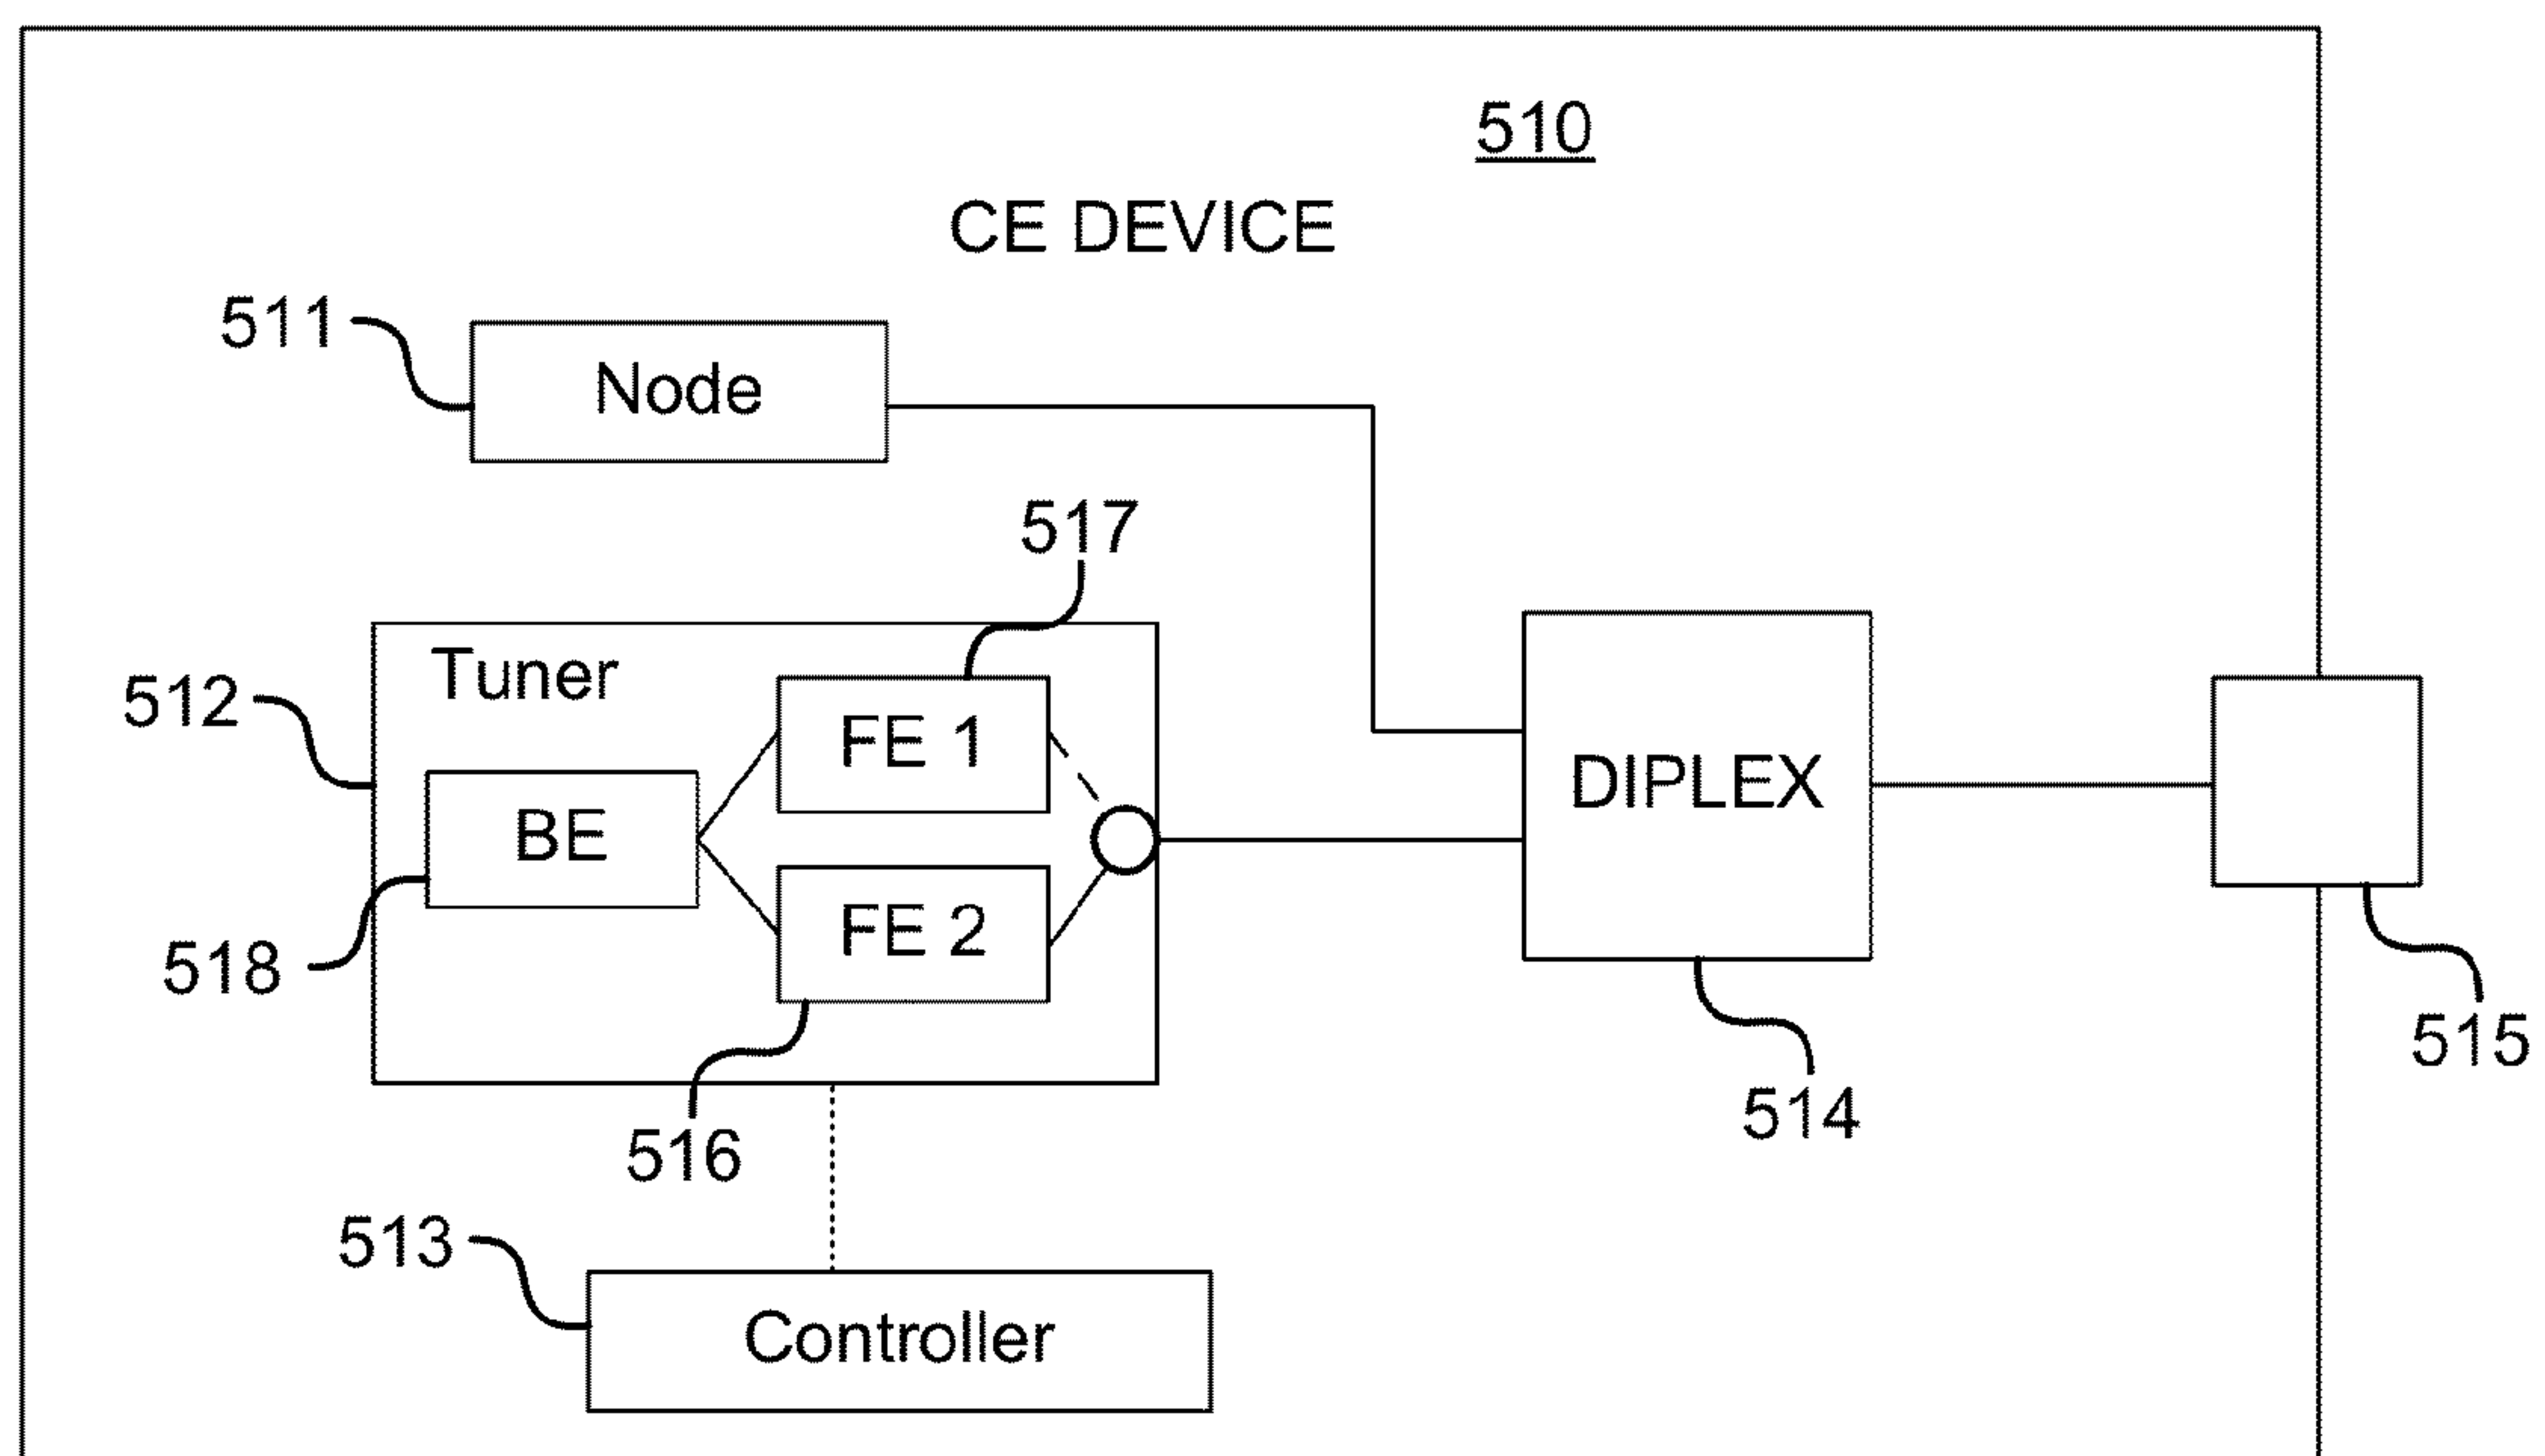 510
CE DEVICE
511
Node
517
Tuner
512
FE 1
DIPLEX
BE
FE 2
518
515
514
516
513
Controller